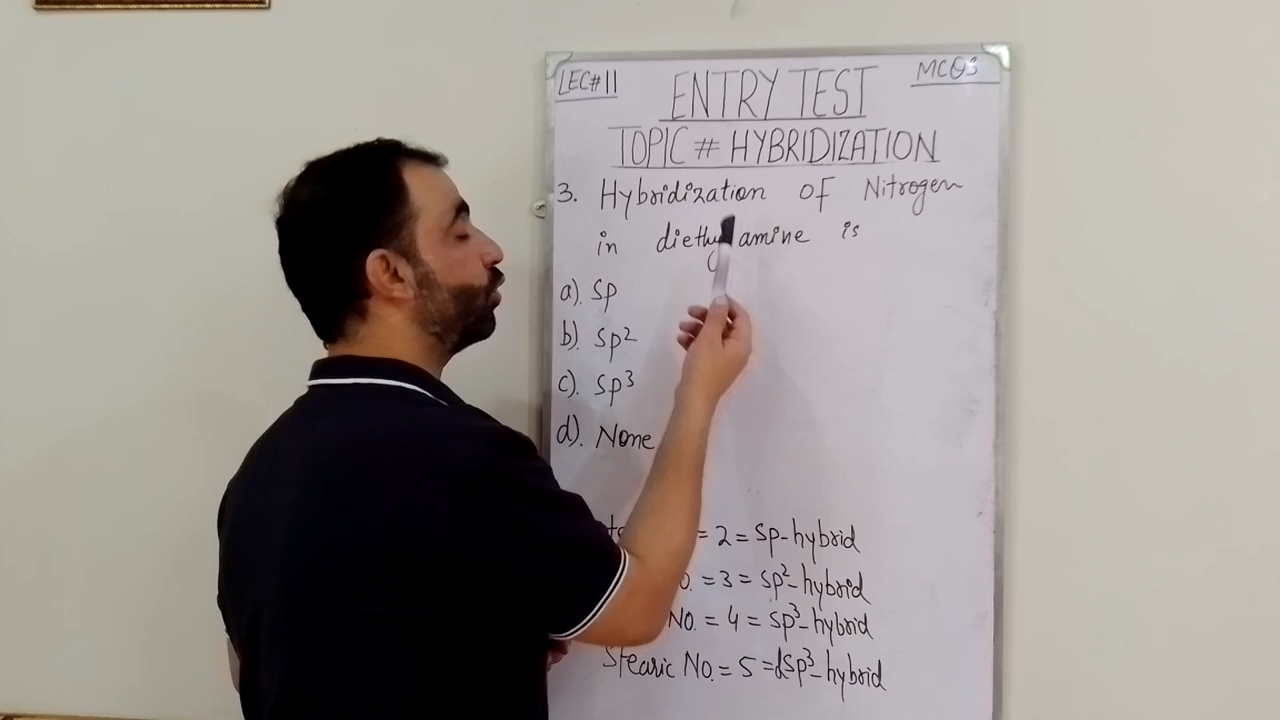 LEC#11
ENTRY TEST
MCQs
TOPIC # HYBRIDIZATION
3. Hybridization of Nitrogen
in diethylamine is
a). sp
b). sp²
c). sp³
d). None
= 2 = sp-hybrid
= 3 = sp²-hybrid
No. = 4 = sp³-hybrid
Stearic No. = 5 = dsp³-hybrid